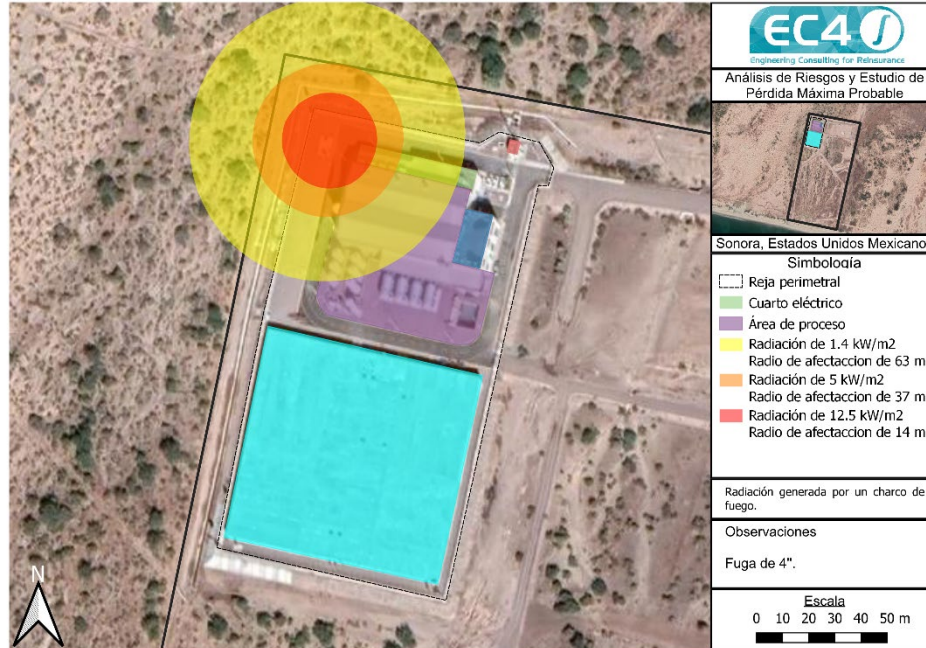 EC4
Engineering Consulting for Reinsurance
Análisis de Riesgos y Estudio de
Pérdida Máxima Probable
Sonora, Estados Unidos Mexicano
Simbología
Reja perimetral
Cuarto eléctrico
Área de proceso
Radiación de 1.4 kW/m2
Radio de afectaccion de 63 m
Radiación de 5 kW/m2
Radio de afectaccion de 37 m
Radiación de 12.5 kW/m2
Radio de afectaccion de 14 m
Radiación generada por un charco de
fuego.
Observaciones
Fuga de 4".
Escala
0 10 20 30 40 50 m
N